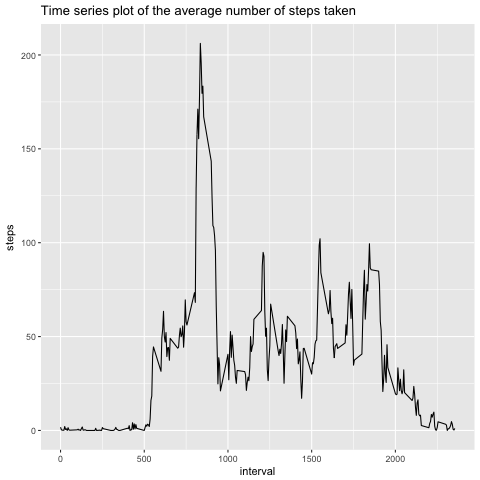 Time series plot of the average number of steps taken
200
150
100
50
0
steps
0 500 1000 1500 2000
interval